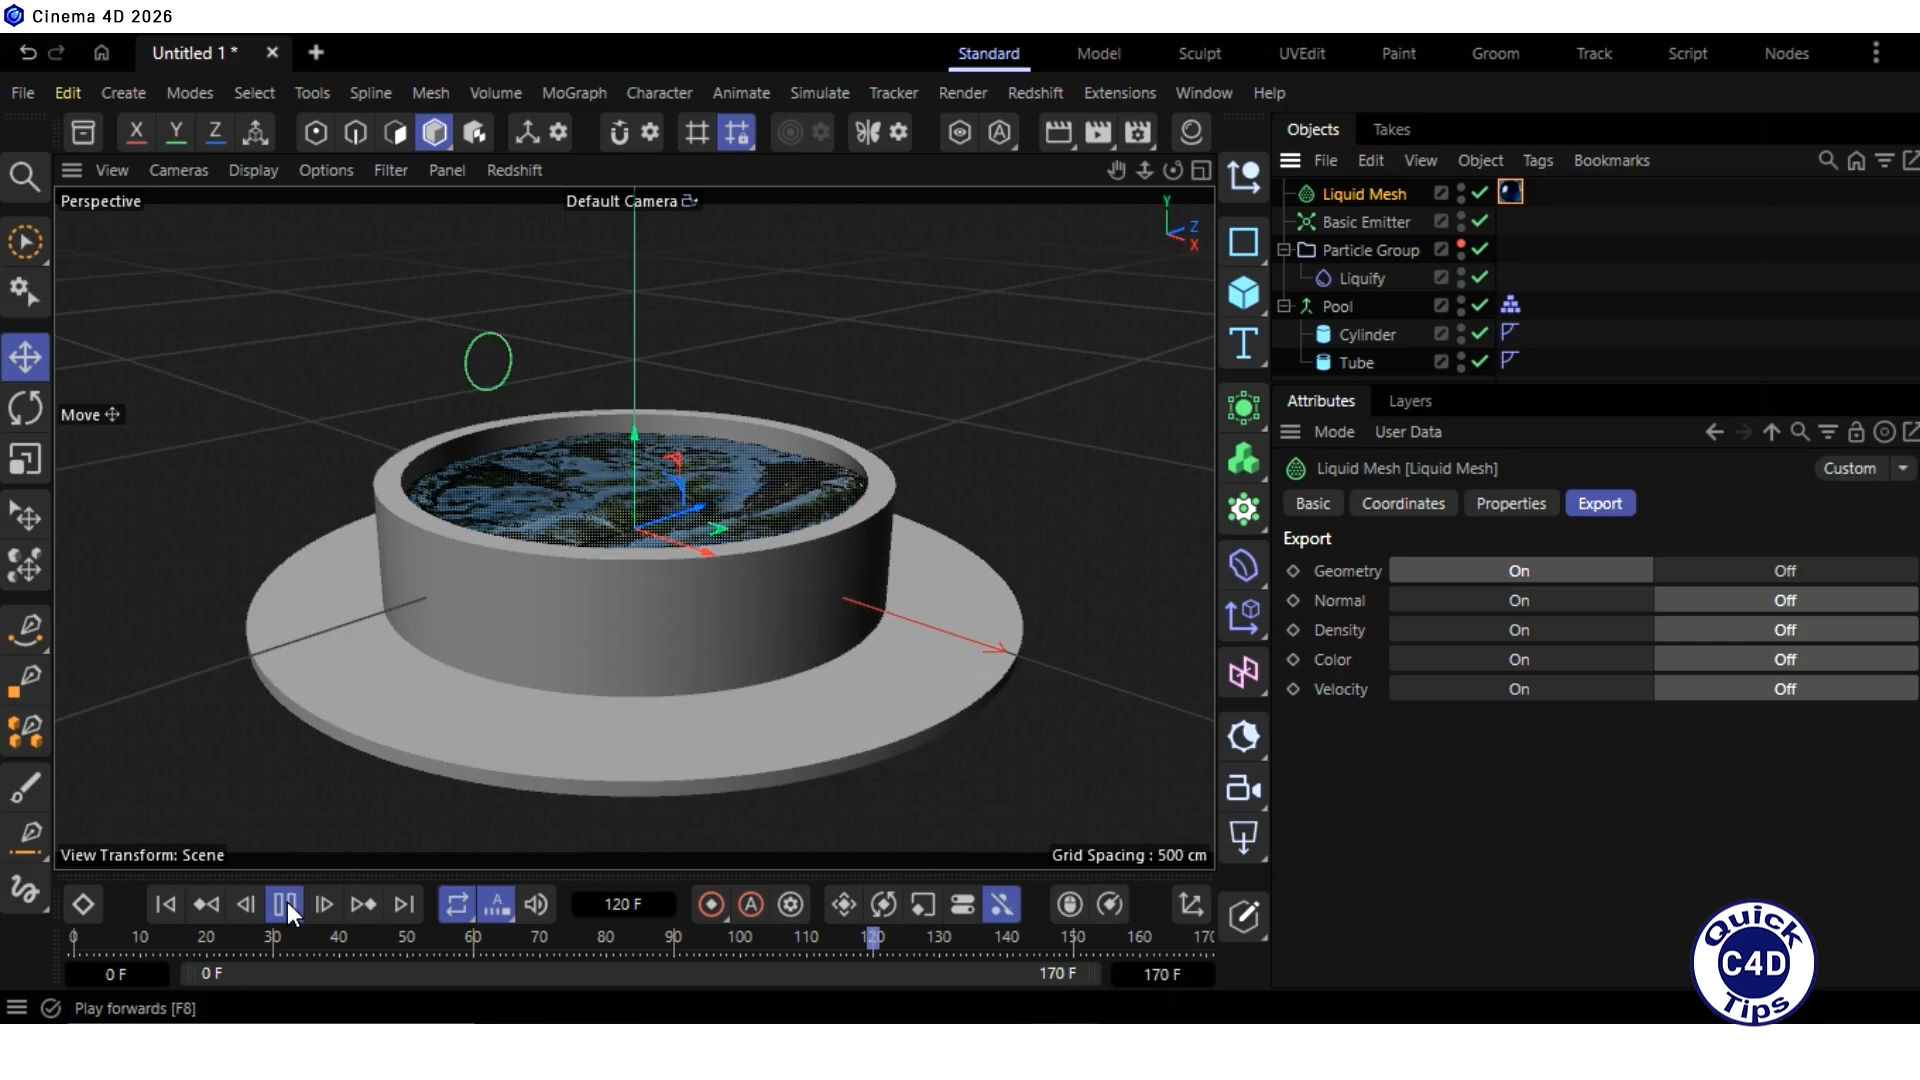 Cinema 4D 2026
Untitled 1 *
Standard Model Sculpt UVEdit Paint Groom Track Script Nodes
File Edit Create Modes Select Tools Spline Mesh Volume MoGraph Character Animate Simulate Tracker Render Redshift Extensions Window Help
X Y Z
Objects Takes
File Edit View Object Tags Bookmarks
View Cameras Display Options Filter Panel Redshift
Perspective
Default Camera
Y
Z
X
Move
Liquid Mesh
Basic Emitter
Particle Group
Liquify
Pool
Cylinder
Tube
Attributes Layers
Mode User Data
Liquid Mesh [Liquid Mesh]
Custom
Basic Coordinates Properties Export
Export
Geometry On Off
Normal On Off
Density On Off
Color On Off
Velocity On Off
View Transform: Scene
Grid Spacing : 500 cm
120 F
0 10 20 30 40 50 60 70 80 90 100 110 120 130 140 150 160 170
0 F
0 F
170 F
170 F
Play forwards [F8]
Quick
C4D
Tips